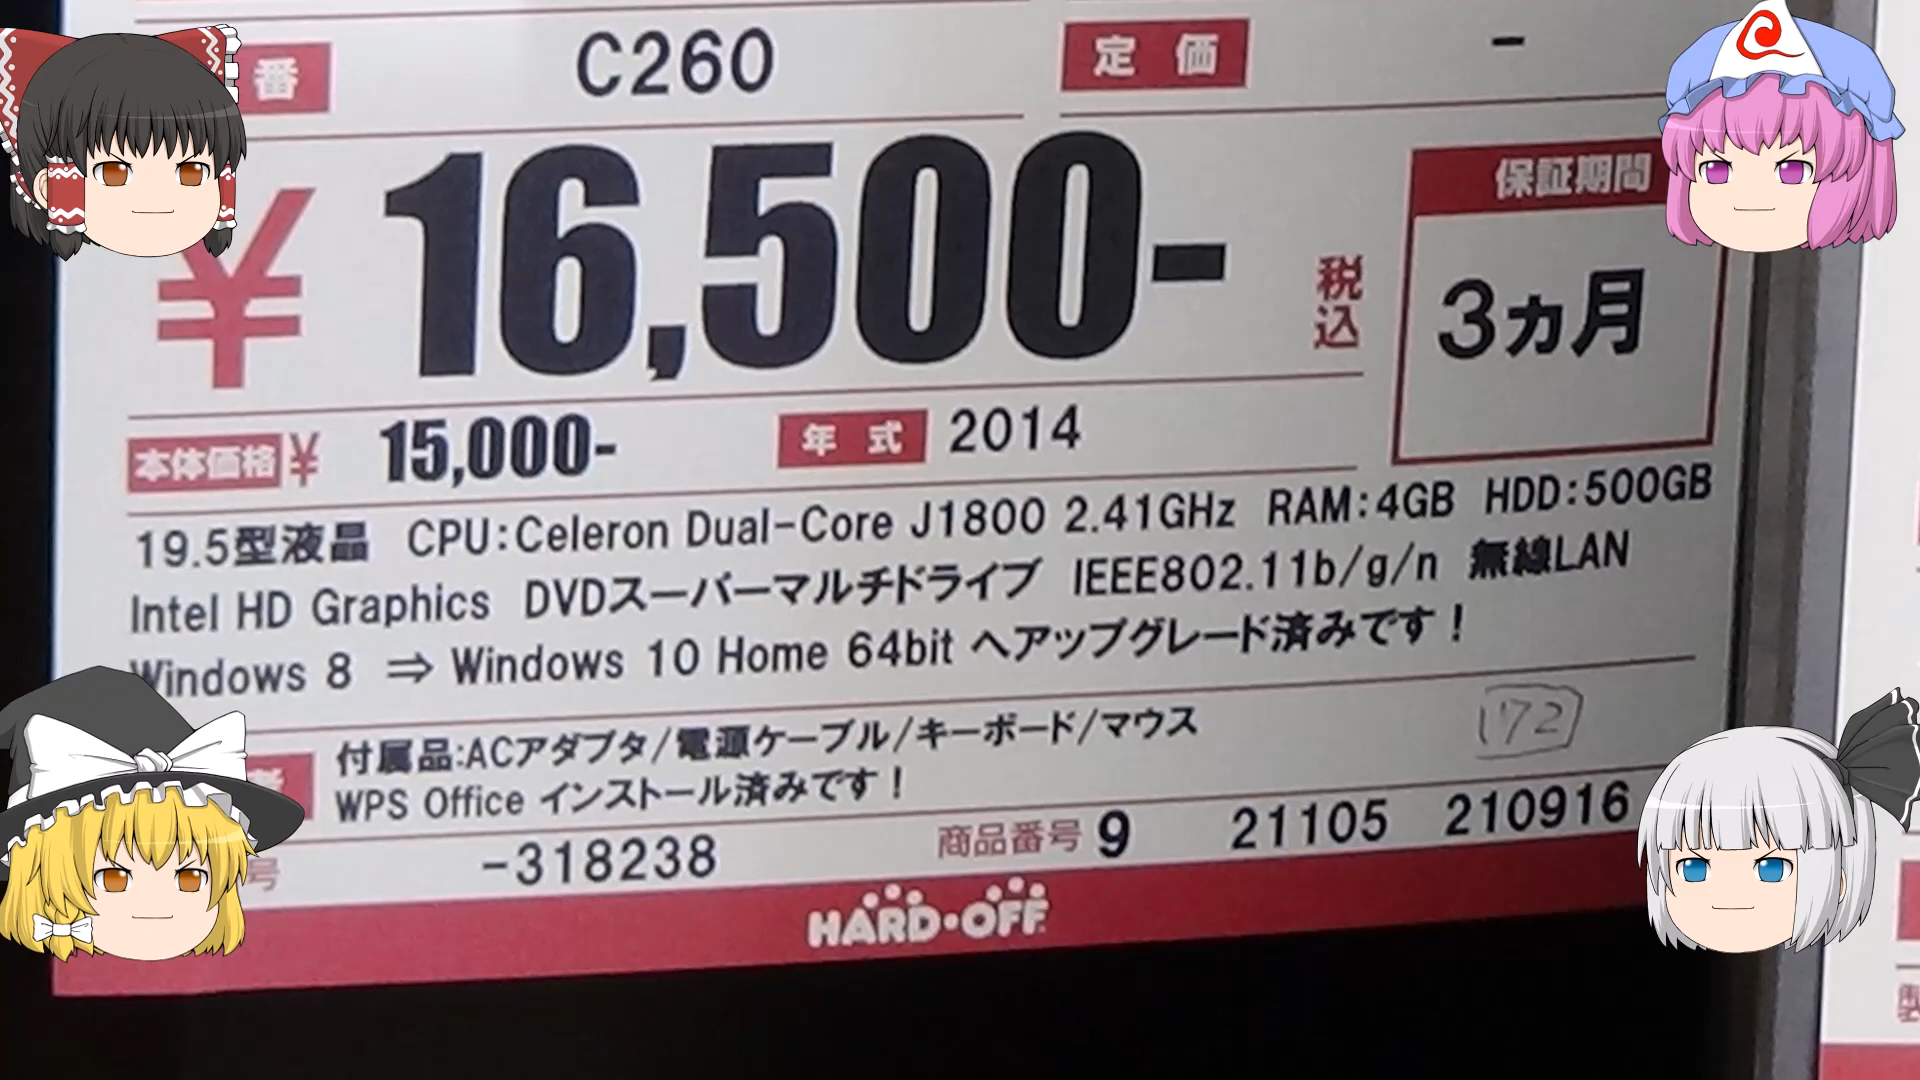 番 C260 定価 -
¥16,500- 税込
保証期間
3ヵ月
本体価格 ¥ 15,000- 年式 2014
19.5型液晶 CPU:Celeron Dual-Core J1800 2.41GHz RAM:4GB HDD:500GB
Intel HD Graphics DVDスーパーマルチドライブ IEEE802.11b/g/n 無線LAN
Windows 8 ⇒ Windows 10 Home 64bit へアップグレード済みです!
付属品:ACアダプタ/電源ケーブル/キーボード/マウス
172
WPS Office インストール済みです!
号 -318238 商品番号 9 21105 210916
HARD・OFF